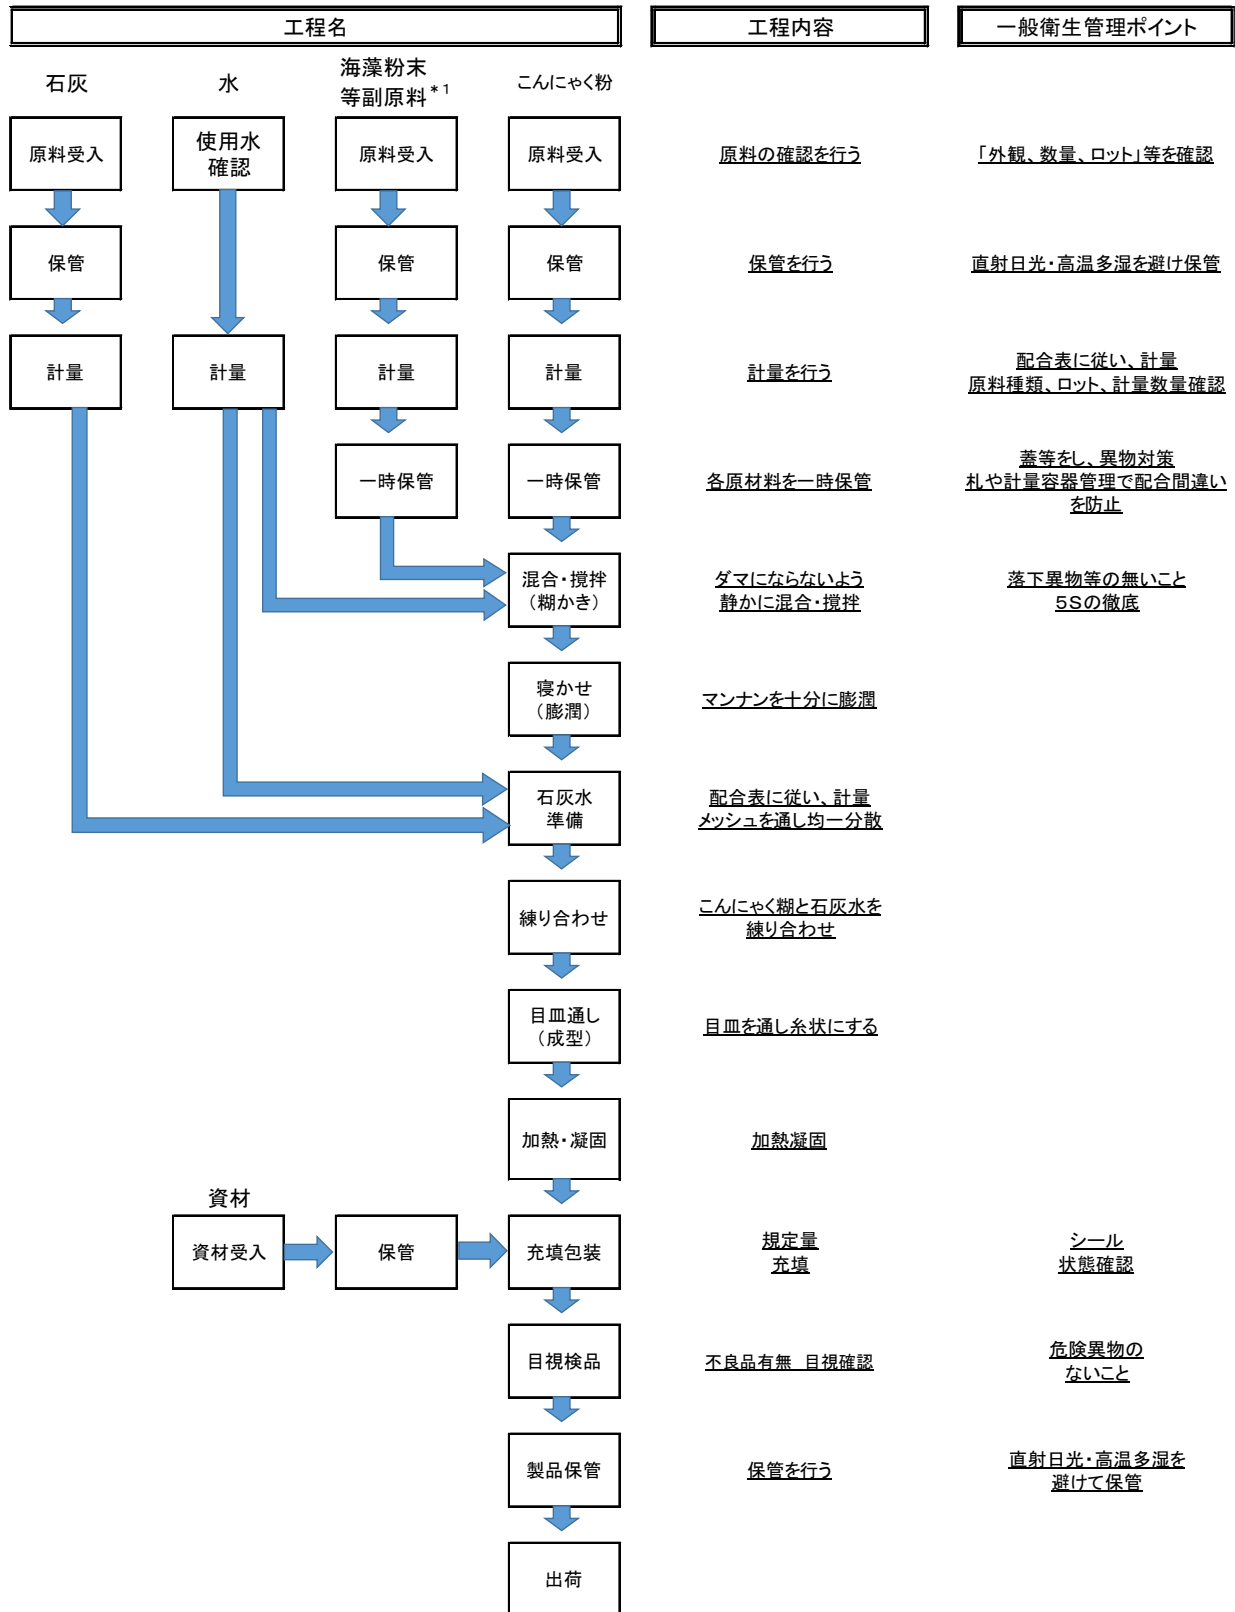 工程名
工程内容
一般衛生管理ポイント
石灰
水
海藻粉末
等副原料*1
こんにゃく粉
原料受入
使用水
確認
原料受入
原料受入
原料の確認を行う
「外観、数量、ロット」等を確認
保管
保管
保管
保管を行う
直射日光・高温多湿を避け保管
計量
計量
計量
計量
計量を行う
配合表に従い、計量
原料種類、ロット、計量数量確認
一時保管
一時保管
各原材料を一時保管
蓋等をし、異物対策
札や計量容器管理で配合間違い
を防止
混合・撹拌
（糊かき）
ダマにならないよう
静かに混合・撹拌
落下異物等の無いこと
５Ｓの徹底
寝かせ
（膨潤）
マンナンを十分に膨潤
石灰水
準備
配合表に従い、計量
メッシュを通し均一分散
練り合わせ
こんにゃく糊と石灰水を
練り合わせ
目皿通し
（成型）
目皿を通し糸状にする
加熱・凝固
加熱凝固
資材
資材受入
保管
充填包装
規定量
充填
シール
状態確認
目視検品
不良品有無　目視確認
危険異物の
ないこと
製品保管
保管を行う
直射日光・高温多湿を
避けて保管
出荷